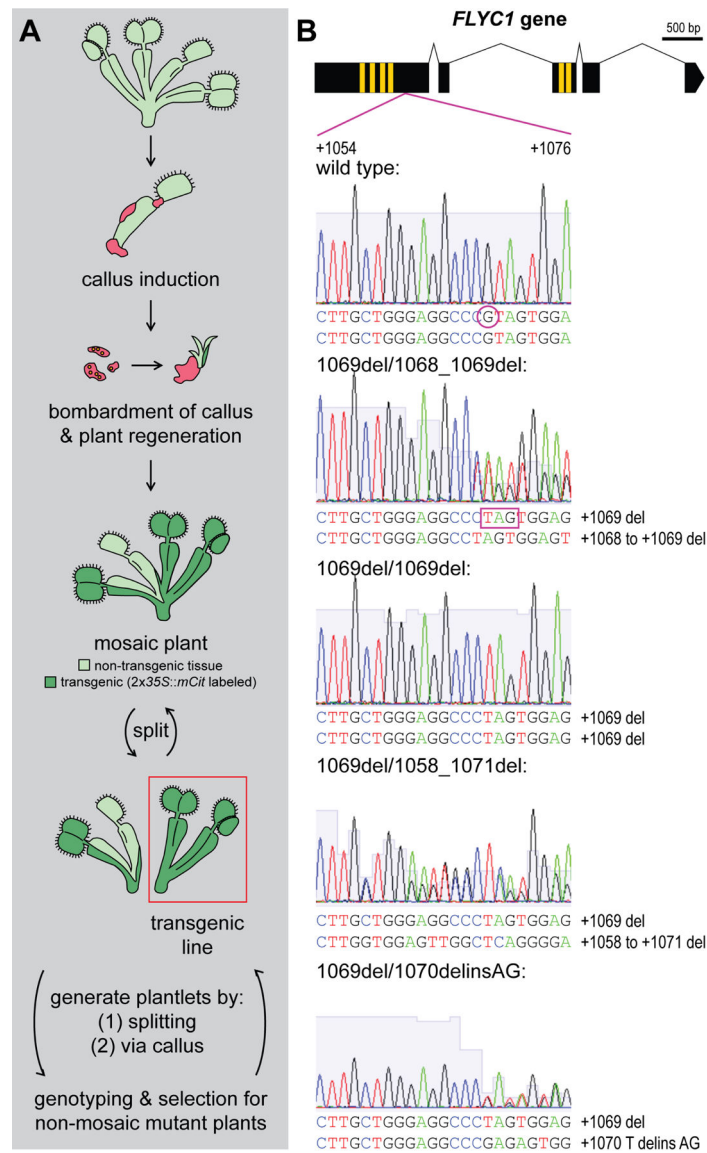 A
callus induction
bombardment of callus
& plant regeneration
mosaic plant
non-transgenic tissue
transgenic (2x35S::mCit labeled)
split
transgenic
line
generate plantlets by:
(1) splitting
(2) via callus
genotyping & selection for
non-mosaic mutant plants
B
FLYC1 gene
500 bp
+1054 +1076
wild type:
CTTGCTGGGAGGCCCGTAGTGGA
CTTGCTGGGAGGCCCGTAGTGGA
1069del/1068_1069del:
CTTGCTGGGAGGCCCTAGTGGAG +1069 del
CTTGCTGGGAGGCCTAGTGGAGT +1068 to +1069 del
1069del/1069del:
CTTGCTGGGAGGCCCTAGTGGAG +1069 del
CTTGCTGGGAGGCCCTAGTGGAG +1069 del
1069del/1058_1071del:
CTTGCTGGGAGGCCCTAGTGGAG +1069 del
CTTGGTGGAGTTGGCTCAGGGGA +1058 to +1071 del
1069del/1070delinsAG:
CTTGCTGGGAGGCCCTAGTGGAG +1069 del
CTTGCTGGGAGGCCCGAGAGTGG +1070 T delins AG